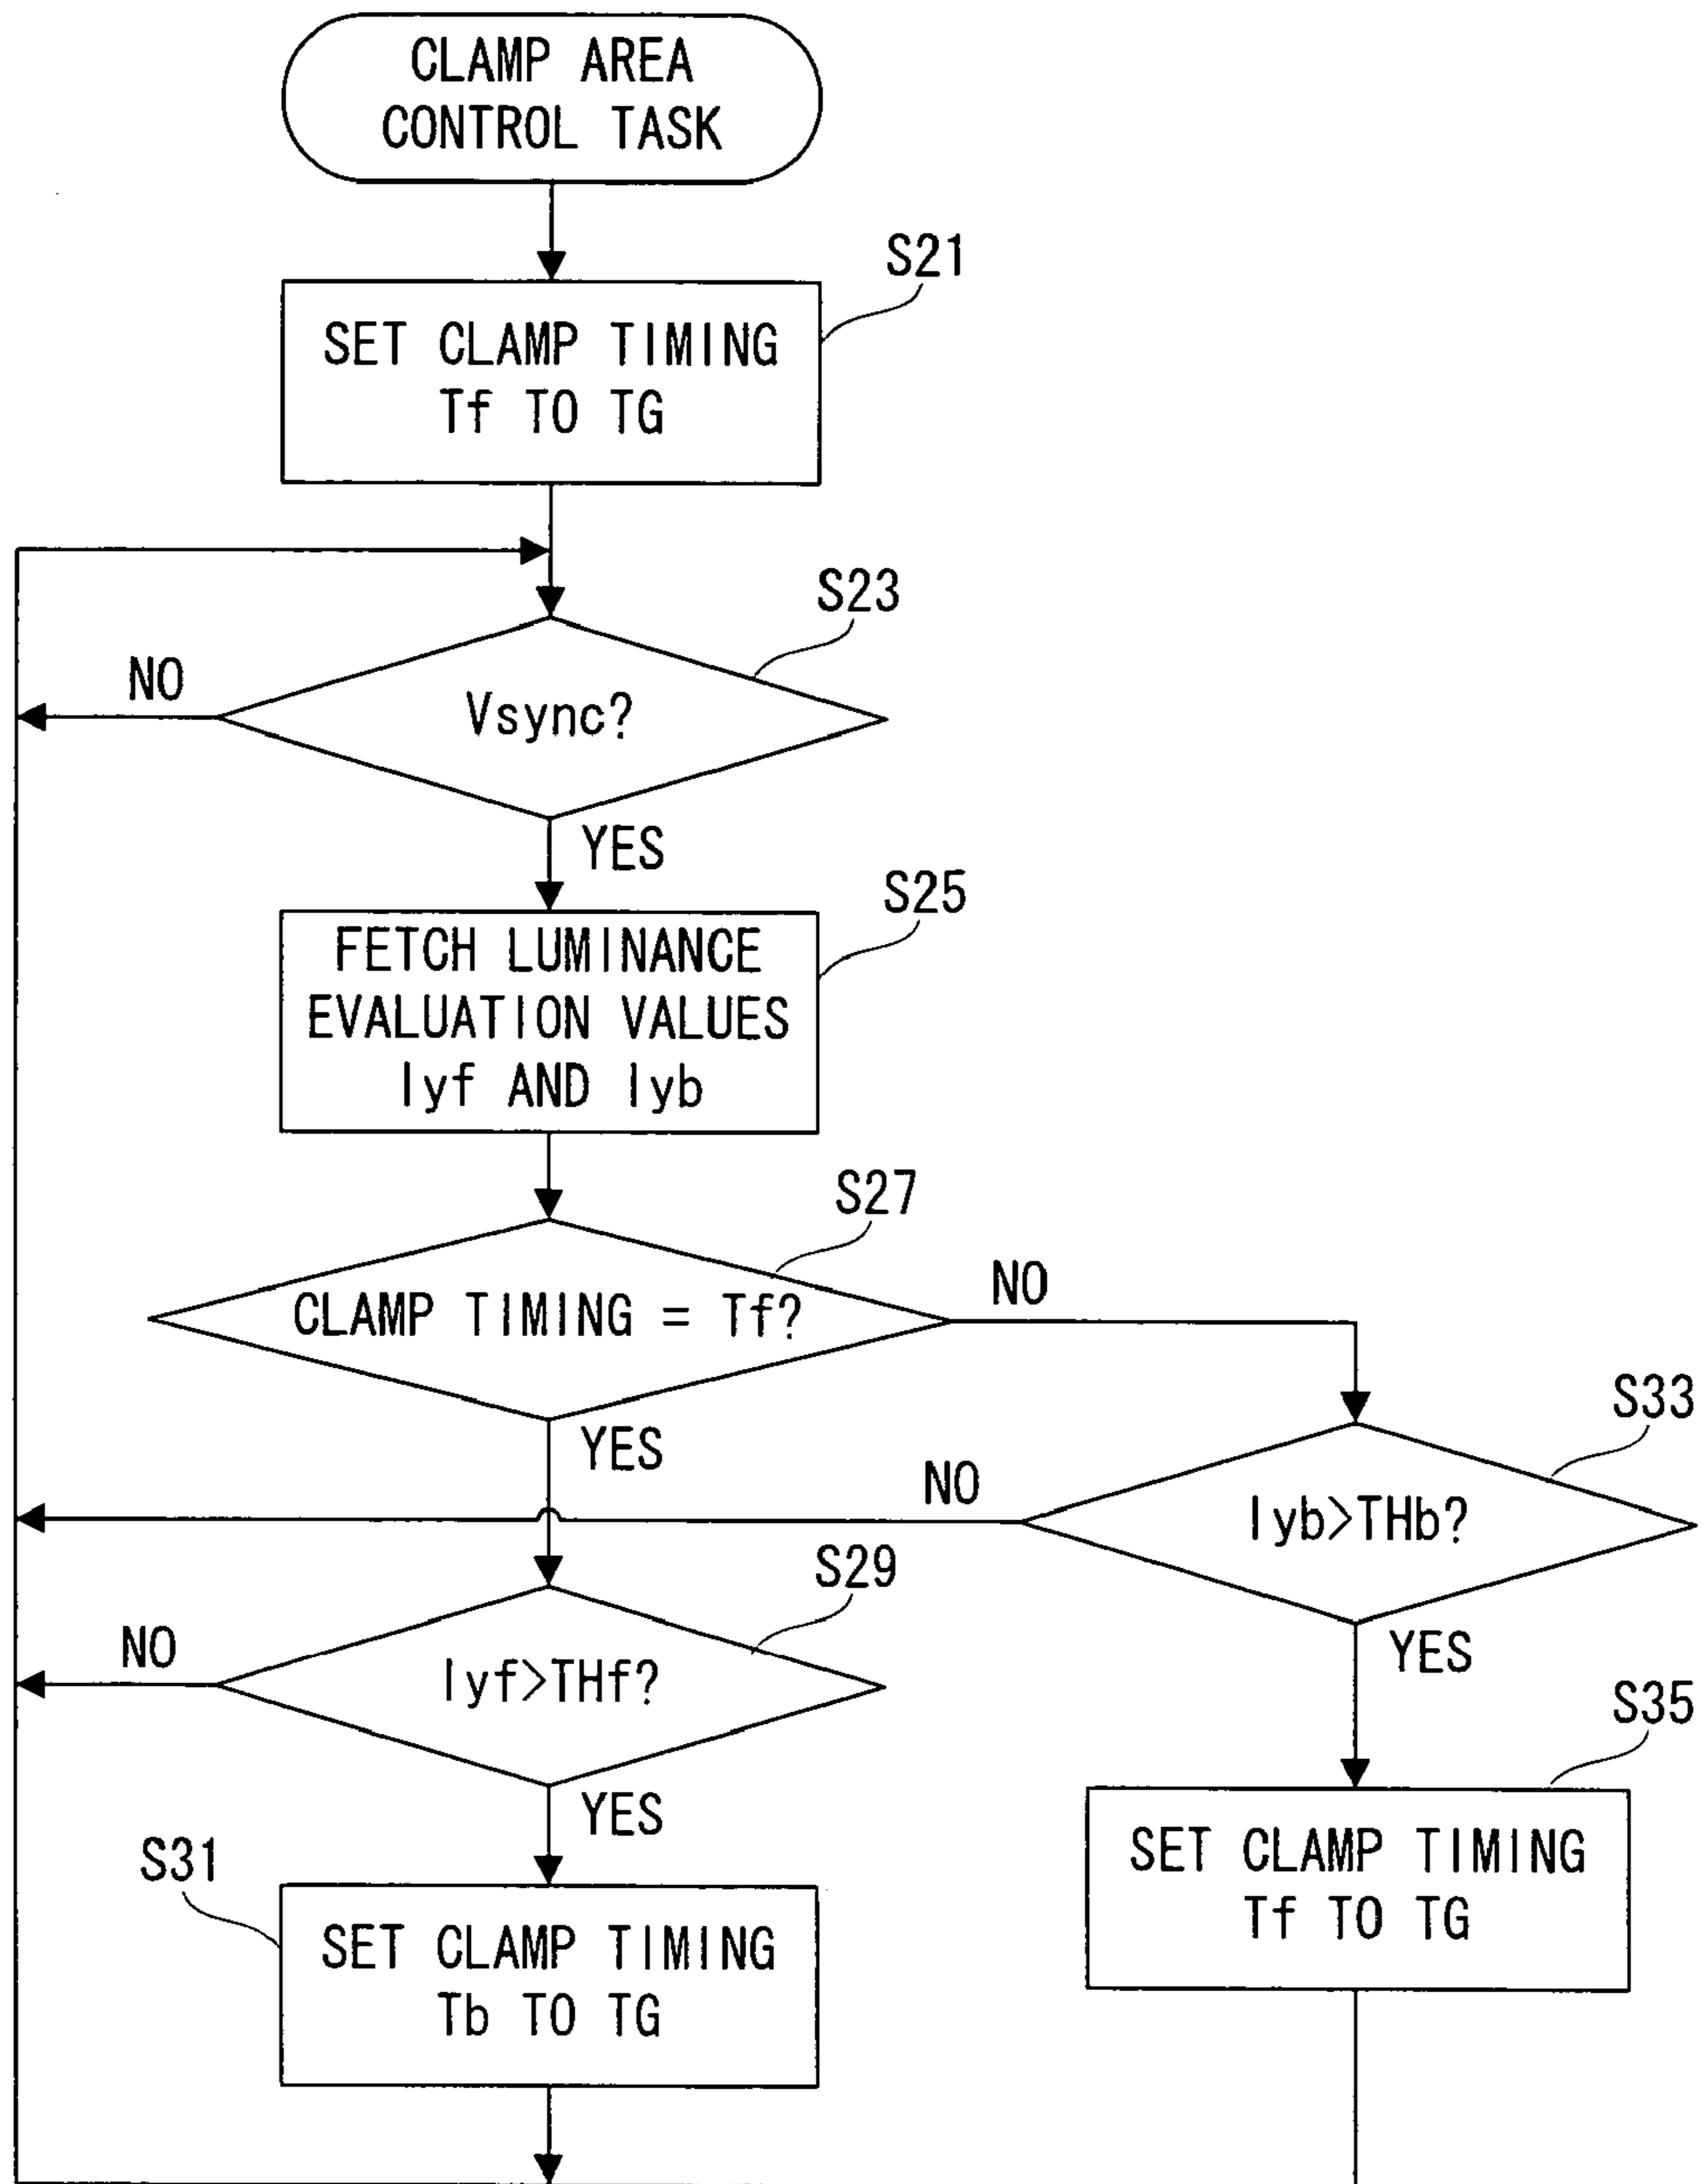 CLAMP AREA
CONTROL TASK
S21
SET CLAMP TIMING
Tf TO TG
S23
NO
Vsync?
YES
S25
FETCH LUMINANCE
EVALUATION VALUES
Iyf AND Iyb
S27
NO
CLAMP TIMING = Tf?
YES
S33
NO
Iyb>THb?
S29
NO
Iyf>THf?
YES
S35
YES
S31
SET CLAMP TIMING
Tf TO TG
SET CLAMP TIMING
Tb TO TG